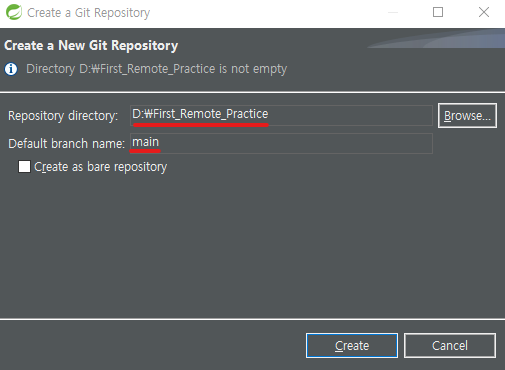 Create a Git Repository
Create a New Git Repository
Directory D:₩First_Remote_Practice is not empty
Repository directory: D:₩First_Remote_Practice Browse...
Default branch name: main
Create as bare repository
Create Cancel